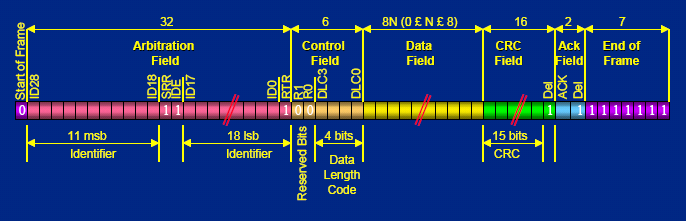 32 6 8N (0 £ N £ 8) 16 2 7
Arbitration Field
Control Field
Data Field
CRC Field
Ack Field
End of Frame
Start of Frame
ID28
ID18
SRR
IDE
ID17
ID0
RTR
R1
R0
DLC3
DLC0
Del
ACK
Del
0 1 1 1 0 0 1 1 1 1 1 1 1 1 1
11 msb
Identifier
18 lsb
Identifier
Reserved Bits
4 bits
Data
Length
Code
15 bits
CRC